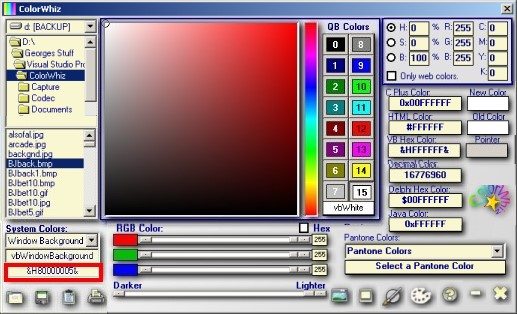 ColorWhiz
d: [BACKUP]
D:\
Georges Stuff
Visual Studio Pro
ColorWhiz
Capture
Codec
Documents
alsofal.jpg
arcade.jpg
backgnd.jpg
BJback.bmp
BJback1.bmp
BJbet10.bmp
BJbet10.gif
BJbet10.jpg
BJbet5.gif
QB Colors
0 8
1 9
2 10
3 11
4 12
5 13
6 14
7 15
vbWhite
H: 0 % R: 255 C: 0
S: 0 % G: 255 M: 0
B: 100 % B: 255 Y: 0
Only web colors. K: 0
C Plus Color: New Color
0x00FFFFFF
HTML Color: Old Color
#FFFFFF
VB Hex Color: Pointer
&HFFFFFF&
Decimal Color:
16776960
Delphi Hex Color:
$00FFFFFF
Java Color:
0xFFFFFF
System Colors:
Window Background
vbWindowBackground
&H80000005&
RGB Color: Hex
255
255
255
Darker Lighter
Pantone Colors:
Pantone Colors
Select a Pantone Color